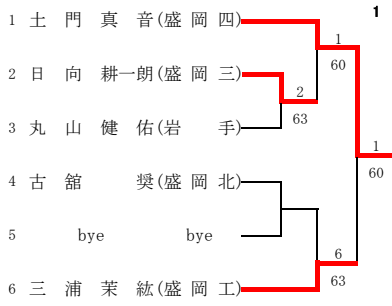 1
1 土門真音(盛岡四)
1
60
2 日向耕一朗(盛岡三)
2
63
3 丸山健佑(岩手)
1
60
4 古舘奨(盛岡北)
5 bye bye
6
63
6 三浦茉紘(盛岡工)